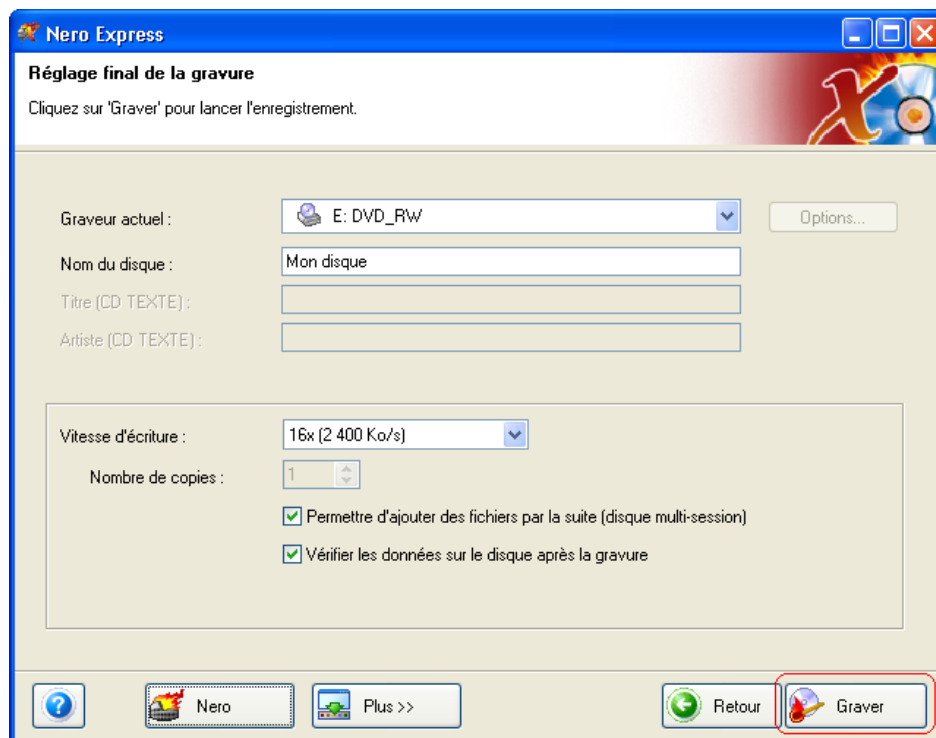 Nero Express
Réglage final de la gravure
Cliquez sur 'Graver' pour lancer l'enregistrement.
Graveur actuel : E: DVD_RW Options...
Nom du disque : Mon disque
Titre (CD TEXTE) :
Artiste (CD TEXTE) :
Vitesse d'écriture : 16x (2 400 Ko/s)
Nombre de copies : 1
Permettre d'ajouter des fichiers par la suite (disque multi-session)
Vérifier les données sur le disque après la gravure
? Nero Plus >> Retour Graver